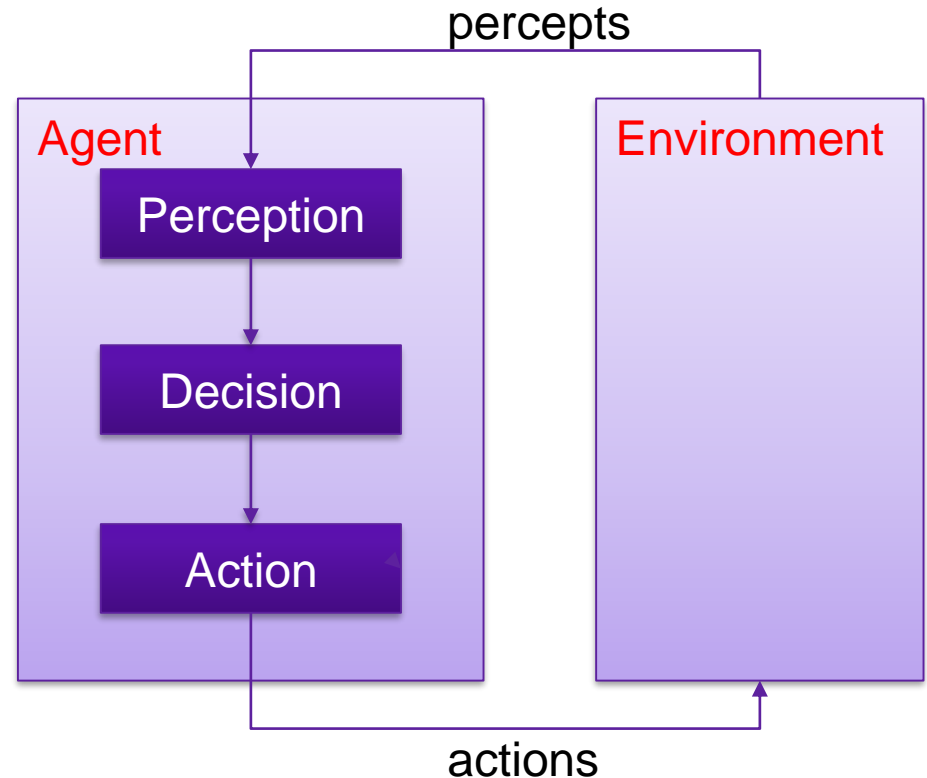 percepts
Agent
Environment
Perception
Decision
Action
actions